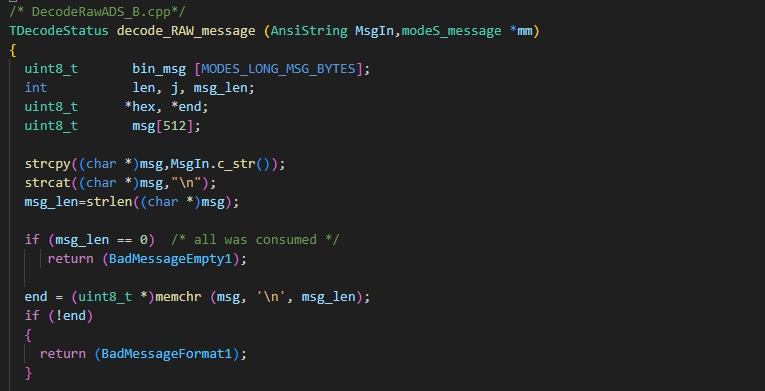 /* DecodeRawADS_B.cpp*/
TDecodeStatus decode_RAW_message (AnsiString MsgIn,modeS_message *mm)
{
uint8_t bin_msg [MODES_LONG_MSG_BYTES];
int len, j, msg_len;
uint8_t *hex, *end;
uint8_t msg[512];
strcpy((char *)msg,MsgIn.c_str());
strcat((char *)msg,"\n");
msg_len=strlen((char *)msg);
if (msg_len == 0) /* all was consumed */
return (BadMessageEmpty1);
end = (uint8_t *)memchr (msg, '\n', msg_len);
if (!end)
{
return (BadMessageFormat1);
}